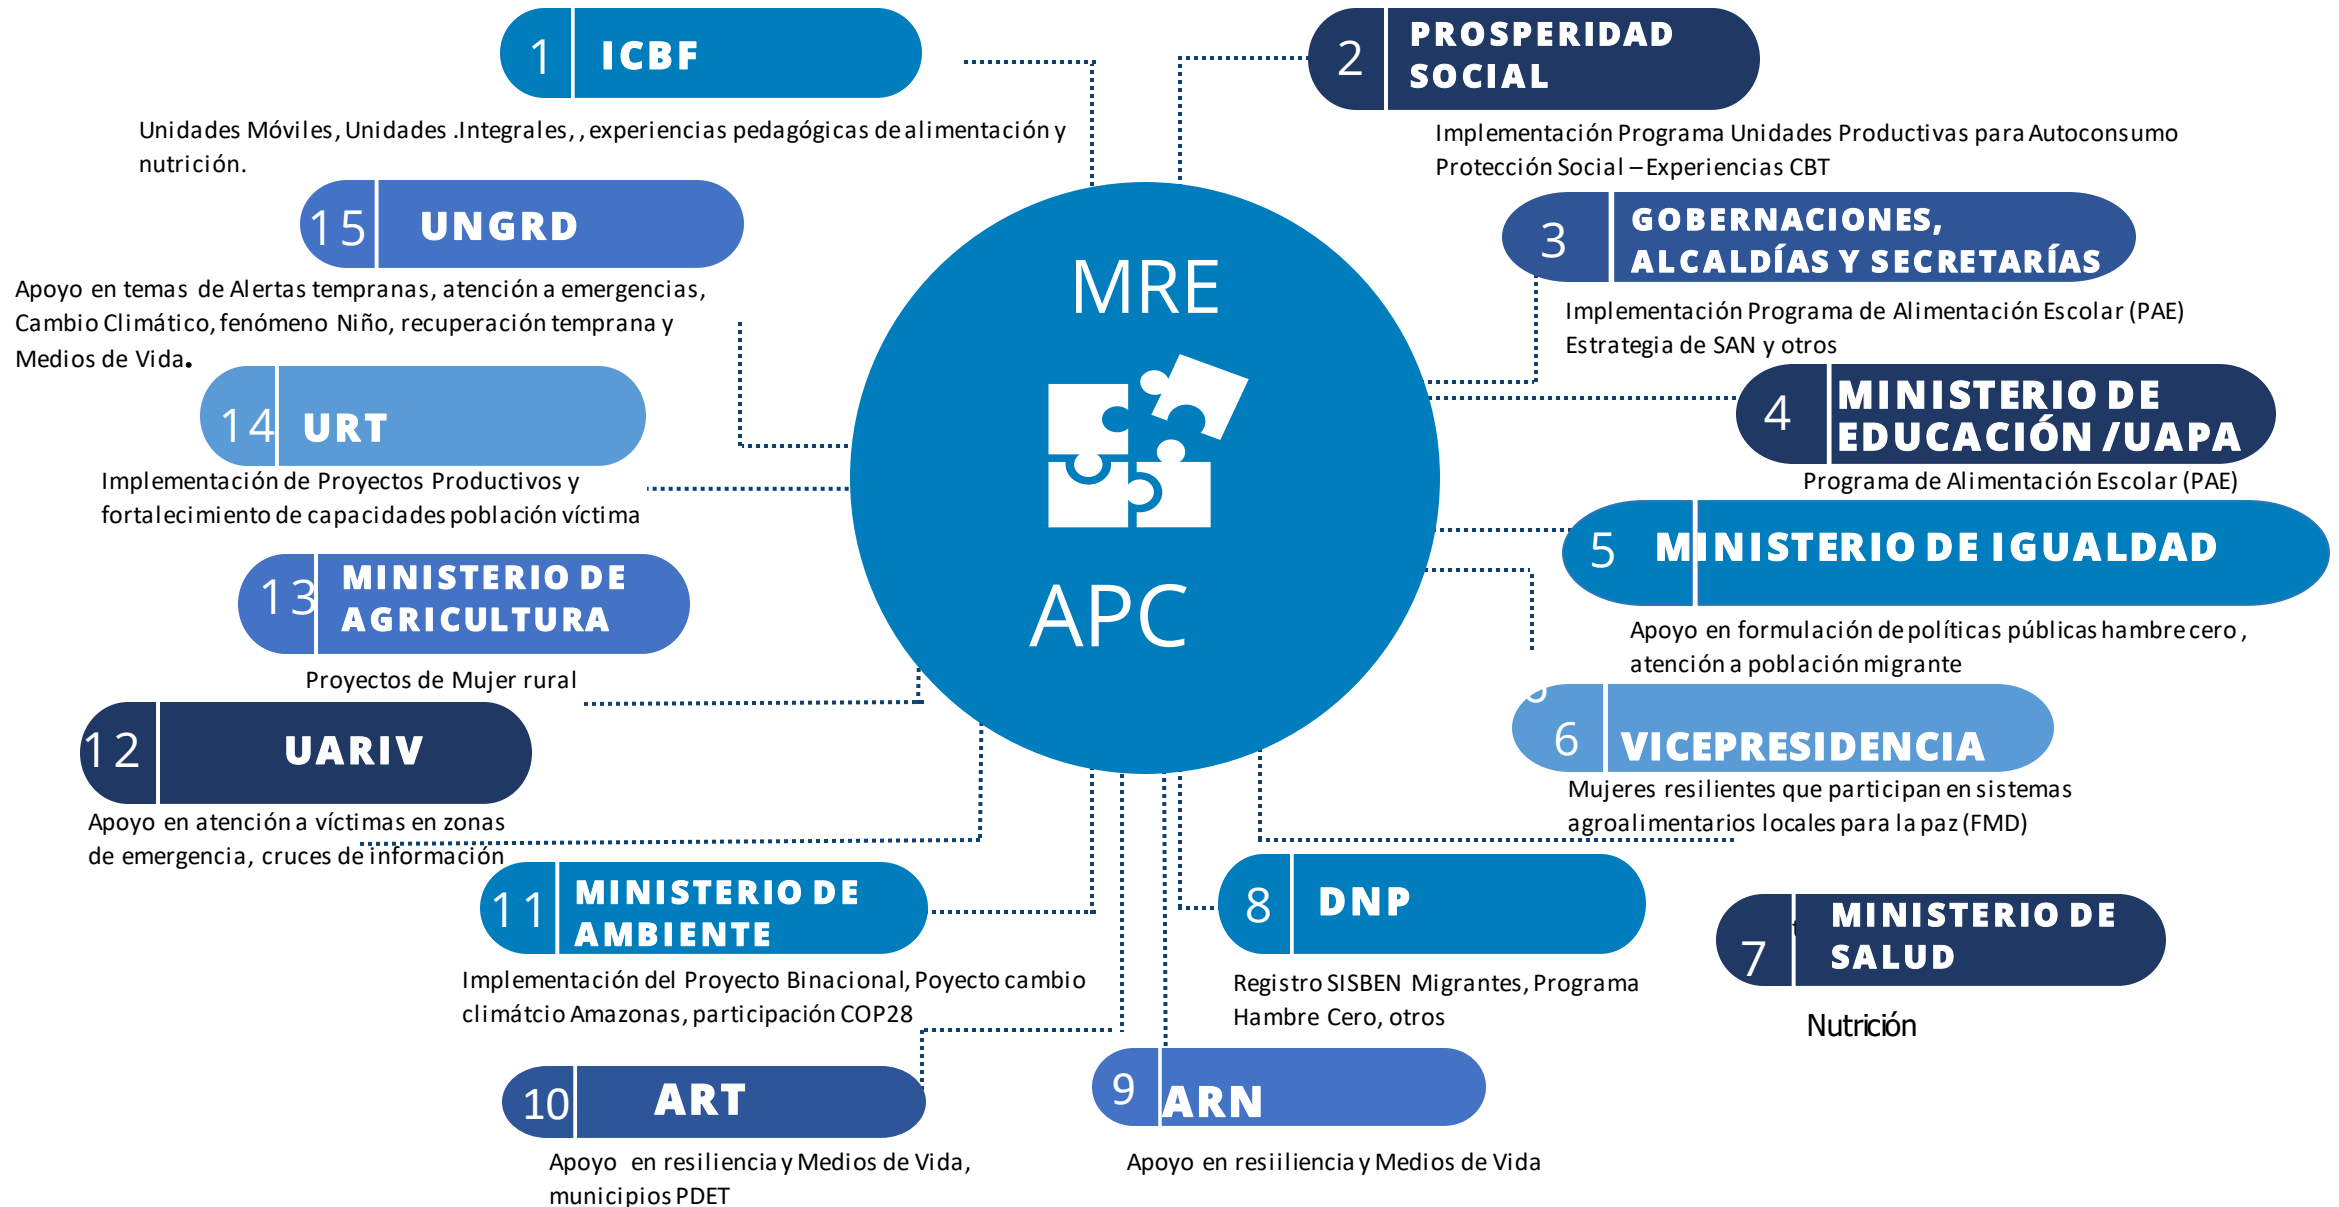 1 ICBF
Unidades Móviles, Unidades .Integrales, , experiencias pedagógicas de alimentación y
nutrición.
2 PROSPERIDAD
SOCIAL
Implementación Programa Unidades Productivas para Autoconsumo
Protección Social – Experiencias CBT
15 UNGRD
Apoyo en temas de Alertas tempranas, atención a emergencias,
Cambio Climático, fenómeno Niño, recuperación temprana y
Medios de Vida.
3 GOBERNACIONES,
ALCALDÍAS Y SECRETARÍAS
Implementación Programa de Alimentación Escolar (PAE)
Estrategia de SAN y otros
MRE
APC
14 URT
Implementación de Proyectos Productivos y
fortalecimiento de capacidades población víctima
4 MINISTERIO DE
EDUCACIÓN /UAPA
Programa de Alimentación Escolar (PAE)
13 MINISTERIO DE
AGRICULTURA
Proyectos de Mujer rural
5 MINISTERIO DE IGUALDAD
Apoyo en formulación de políticas públicas hambre cero ,
atención a población migrante
12 UARIV
Apoyo en atención a víctimas en zonas
de emergencia, cruces de información
6 VICEPRESIDENCIA
Mujeres resilientes que participan en sistemas
agroalimentarios locales para la paz (FMD)
11 MINISTERIO DE
AMBIENTE
Implementación del Proyecto Binacional, Poyecto cambio
climátcio Amazonas, participación COP28
8 DNP
Registro SISBEN Migrantes, Programa
Hambre Cero, otros
7 MINISTERIO DE
SALUD
Nutrición
10 ART
Apoyo en resiliencia y Medios de Vida,
municipios PDET
9 ARN
Apoyo en resiiliencia y Medios de Vida